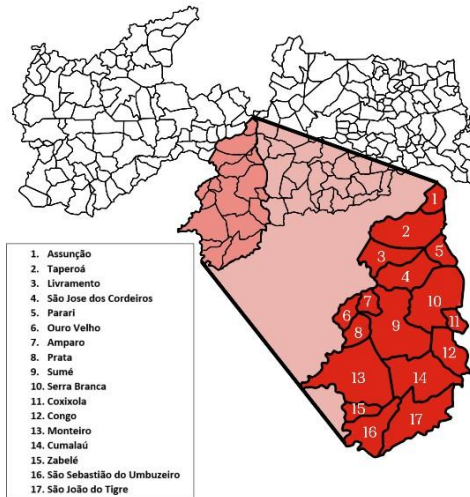 1. Assunção
2. Taperoá
3. Livramento
4. São Jose dos Cordeiros
5. Parari
6. Ouro Velho
7. Amparo
8. Prata
9. Sumé
10. Serra Branca
11. Coxixola
12. Congo
13. Monteiro
14. Cumalaú
15. Zabelé
16. São Sebastião do Umbuzeiro
17. São João do Tigre
1
2
3
5
4
10
7
6
11
9
8
12
13
14
15
17
16